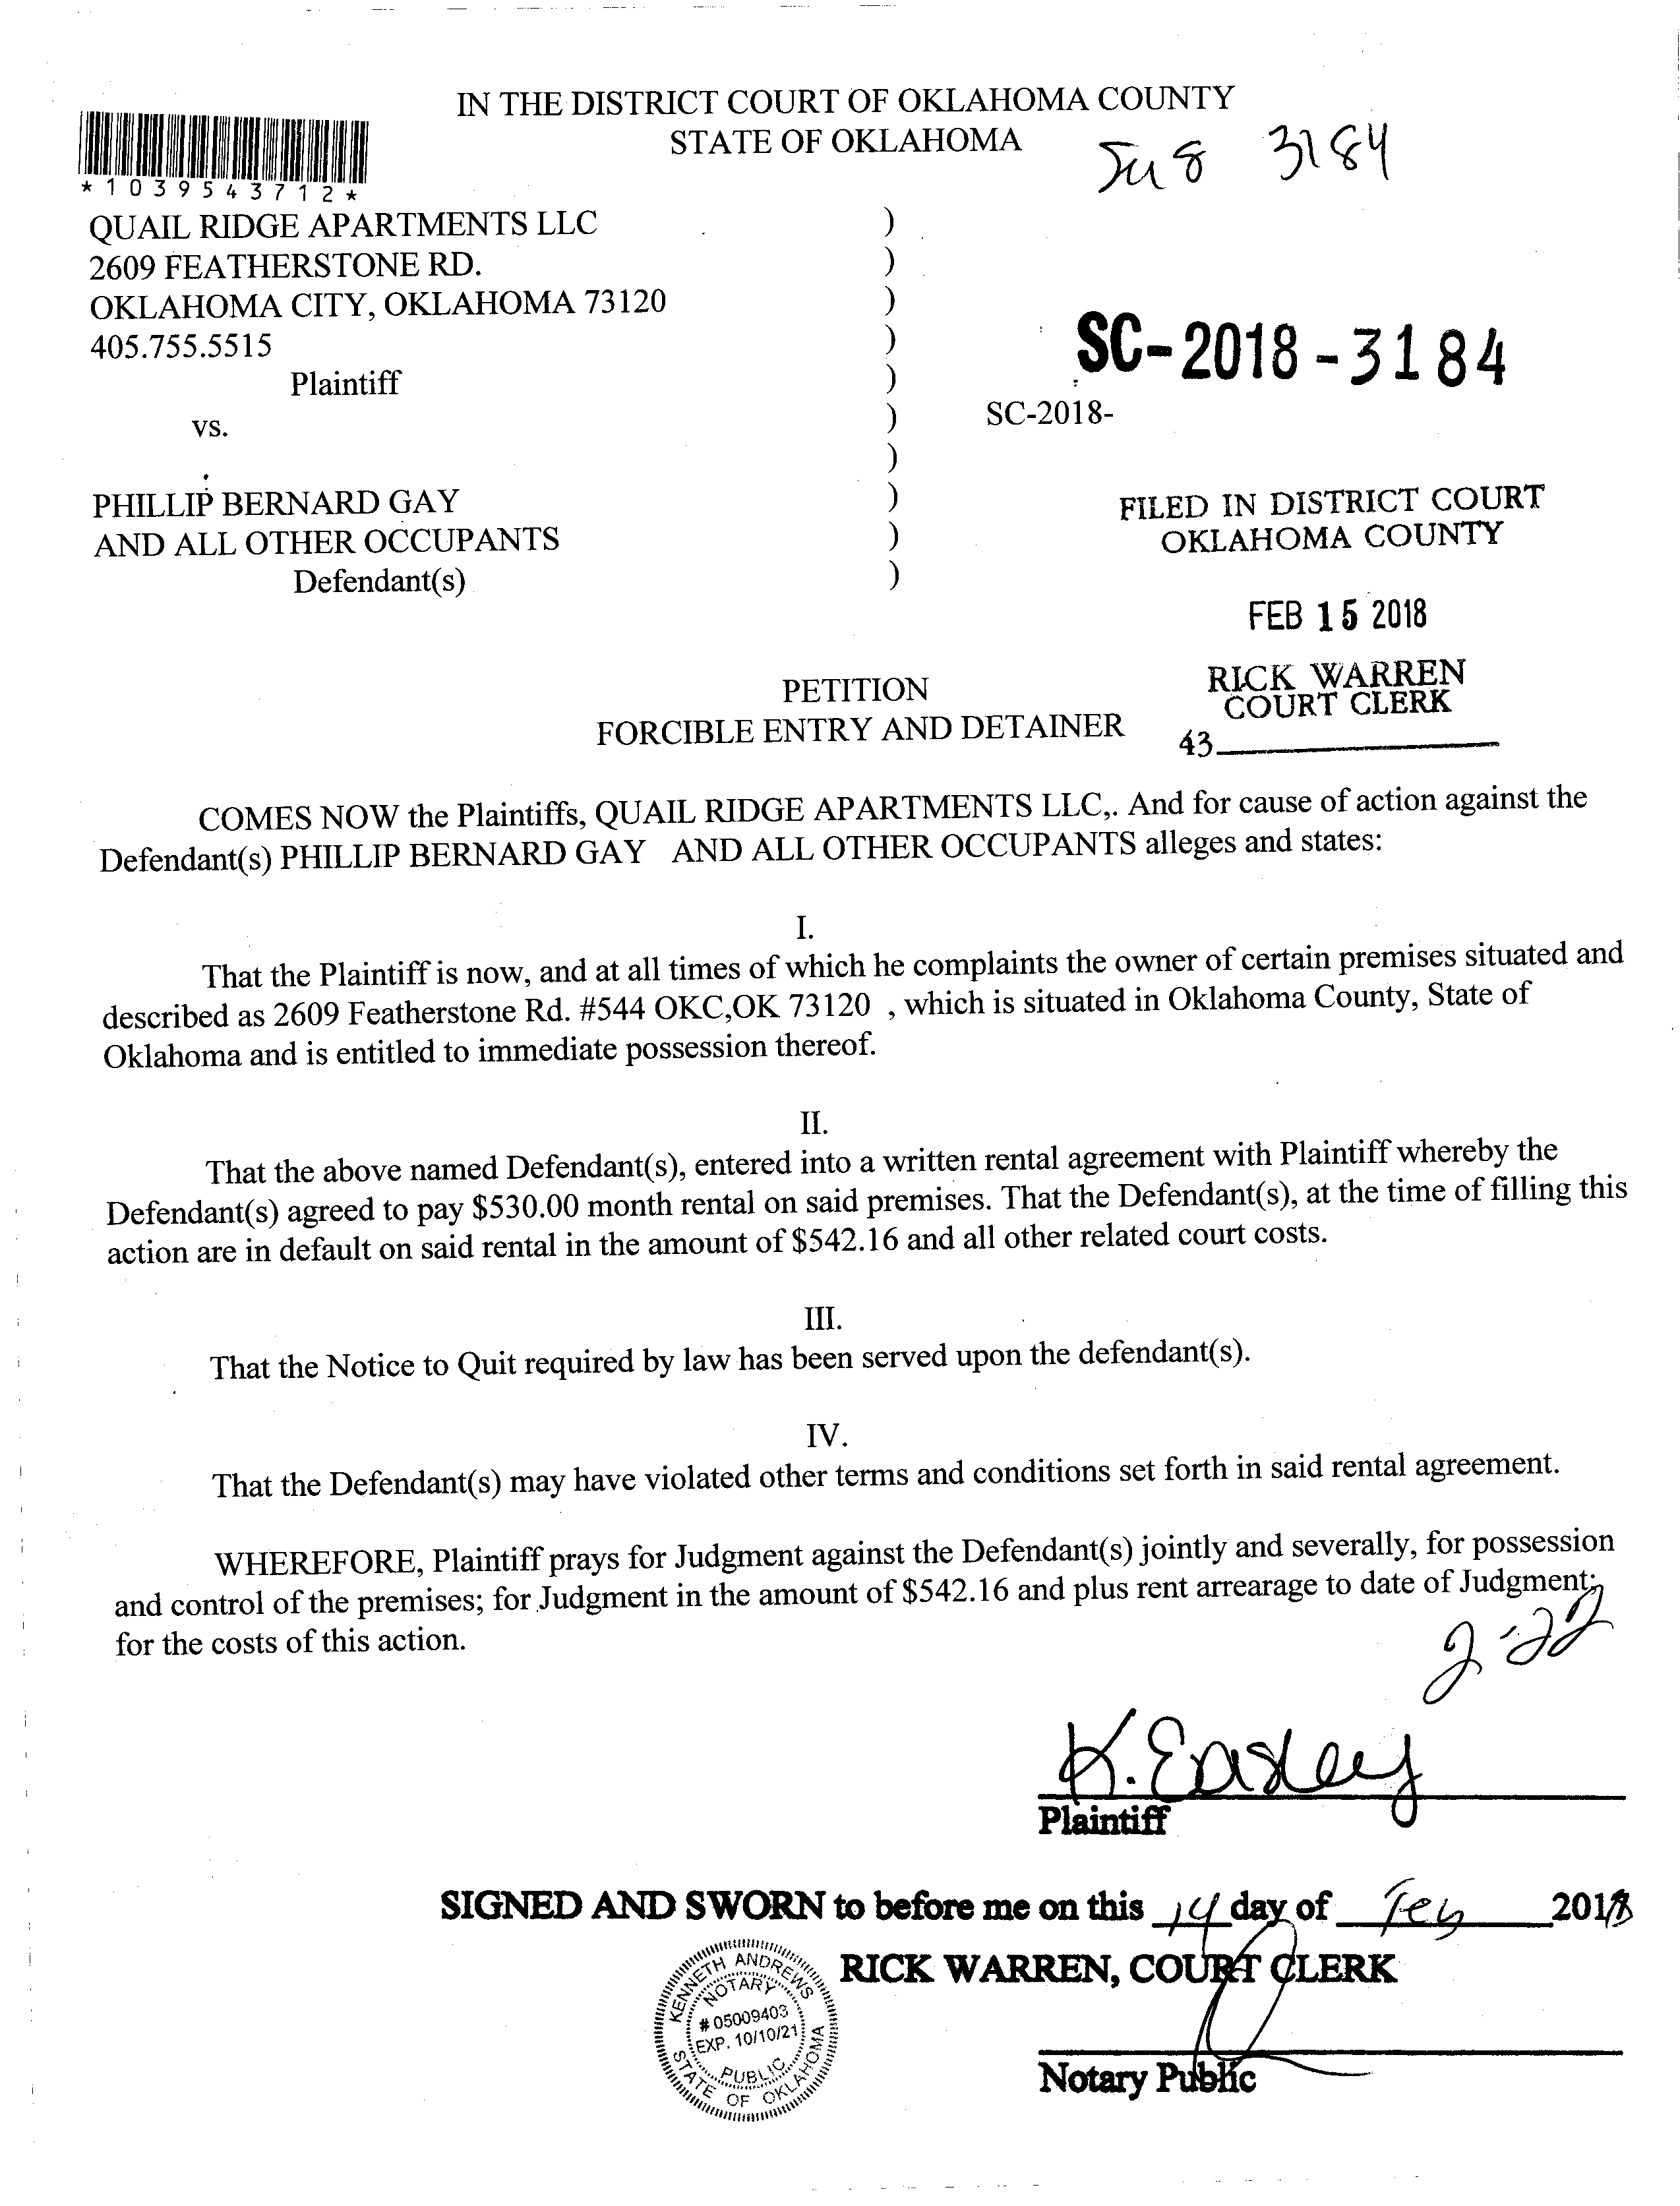 IN THE DISTRICT COURT OF OKLAHOMA COUNTY
STATE OF OKLAHOMA
3184
*1039543712*
QUAIL RIDGE APARTMENTS LLC )
2609 FEATHERSTONE RD. )
OKLAHOMA CITY, OKLAHOMA 73120 )
405.755.5515 )
SC-2018-3184
Plaintiff )
vs. ) SC-2018-
)
PHILLIP BERNARD GAY )
AND ALL OTHER OCCUPANTS )
Defendant(s) )
FILED IN DISTRICT COURT
OKLAHOMA COUNTY
FEB 15 2018
RICK WARREN
COURT CLERK
43
PETITION
FORCIBLE ENTRY AND DETAINER
COMES NOW the Plaintiffs, QUAIL RIDGE APARTMENTS LLC,. And for cause of action against the
Defendant(s) PHILLIP BERNARD GAY AND ALL OTHER OCCUPANTS alleges and states:
I.
That the Plaintiff is now, and at all times of which he complaints the owner of certain premises situated and
described as 2609 Featherstone Rd. #544 OKC,OK 73120 , which is situated in Oklahoma County, State of
Oklahoma and is entitled to immediate possession thereof.
II.
That the above named Defendant(s), entered into a written rental agreement with Plaintiff whereby the
Defendant(s) agreed to pay $530.00 month rental on said premises. That the Defendant(s), at the time of filling this
action are in default on said rental in the amount of $542.16 and all other related court costs.
III.
That the Notice to Quit required by law has been served upon the defendant(s).
IV.
That the Defendant(s) may have violated other terms and conditions set forth in said rental agreement.
WHEREFORE, Plaintiff prays for Judgment against the Defendant(s) jointly and severally, for possession
and control of the premises; for Judgment in the amount of $542.16 and plus rent arrearage to date of Judgment;
for the costs of this action.
2-22
K. Easley
Plaintiff
SIGNED AND SWORN to before me on this 14 day of Feb 2018
RICK WARREN, COURT CLERK
KENNETH ANDREWS
NOTARY
# 05009403
EXP. 10/10/21
PUBLIC
STATE OF OKLAHOMA
Notary Public